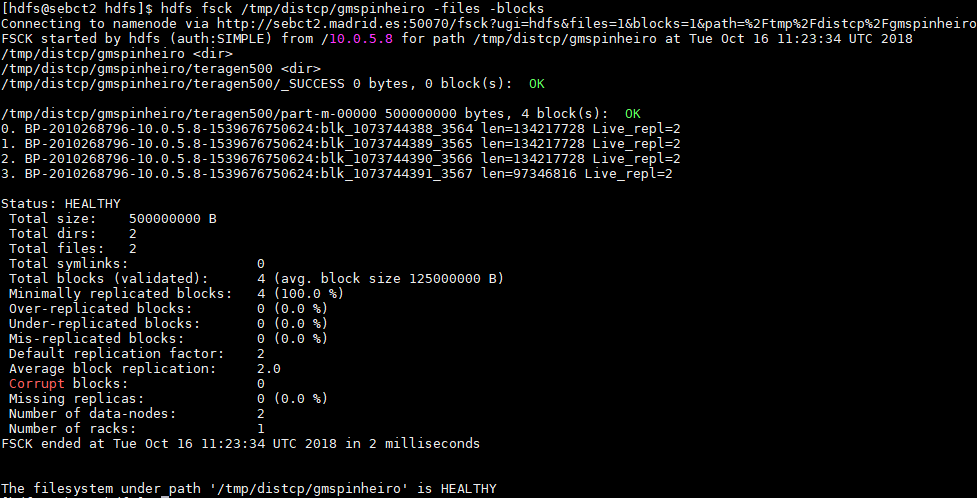 [hdfs@sebct2 hdfs]$ hdfs fsck /tmp/distcp/gmspinheiro -files -blocks
Connecting to namenode via http://sebct2.madrid.es:50070/fsck?ugi=hdfs&files=1&blocks=1&path=%2Ftmp%2Fdistcp%2Fgmspinheiro
FSCK started by hdfs (auth:SIMPLE) from /10.0.5.8 for path /tmp/distcp/gmspinheiro at Tue Oct 16 11:23:34 UTC 2018
/tmp/distcp/gmspinheiro <dir>
/tmp/distcp/gmspinheiro/teragen500 <dir>
/tmp/distcp/gmspinheiro/teragen500/_SUCCESS 0 bytes, 0 block(s):  OK
/tmp/distcp/gmspinheiro/teragen500/part-m-00000 500000000 bytes, 4 block(s):  OK
0. BP-2010268796-10.0.5.8-1539676750624:blk_1073744388_3564 len=134217728 Live_repl=2
1. BP-2010268796-10.0.5.8-1539676750624:blk_1073744389_3565 len=134217728 Live_repl=2
2. BP-2010268796-10.0.5.8-1539676750624:blk_1073744390_3566 len=134217728 Live_repl=2
3. BP-2010268796-10.0.5.8-1539676750624:blk_1073744391_3567 len=97346816 Live_repl=2
Status: HEALTHY
Total size:    500000000 B
Total dirs:    2
Total files:   2
Total symlinks:                0
Total blocks (validated):      4 (avg. block size 125000000 B)
Minimally replicated blocks:   4 (100.0 %)
Over-replicated blocks:        0 (0.0 %)
Under-replicated blocks:       0 (0.0 %)
Mis-replicated blocks:         0 (0.0 %)
Default replication factor:    2
Average block replication:     2.0
Corrupt blocks:                0
Missing replicas:              0 (0.0 %)
Number of data-nodes:          2
Number of racks:               1
FSCK ended at Tue Oct 16 11:23:34 UTC 2018 in 2 milliseconds
The filesystem under path '/tmp/distcp/gmspinheiro' is HEALTHY